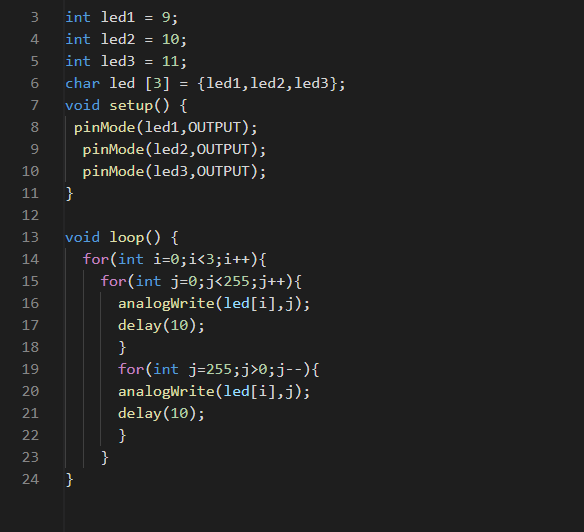 3 int led1 = 9;
4 int led2 = 10;
5 int led3 = 11;
6 char led [3] = {led1,led2,led3};
7 void setup() {
8  pinMode(led1,OUTPUT);
9   pinMode(led2,OUTPUT);
10   pinMode(led3,OUTPUT);
11 }
12
13 void loop() {
14   for(int i=0;i<3;i++){
15     for(int j=0;j<255;j++){
16       analogWrite(led[i],j);
17       delay(10);
18       }
19       for(int j=255;j>0;j--){
20       analogWrite(led[i],j);
21       delay(10);
22       }
23     }
24 }